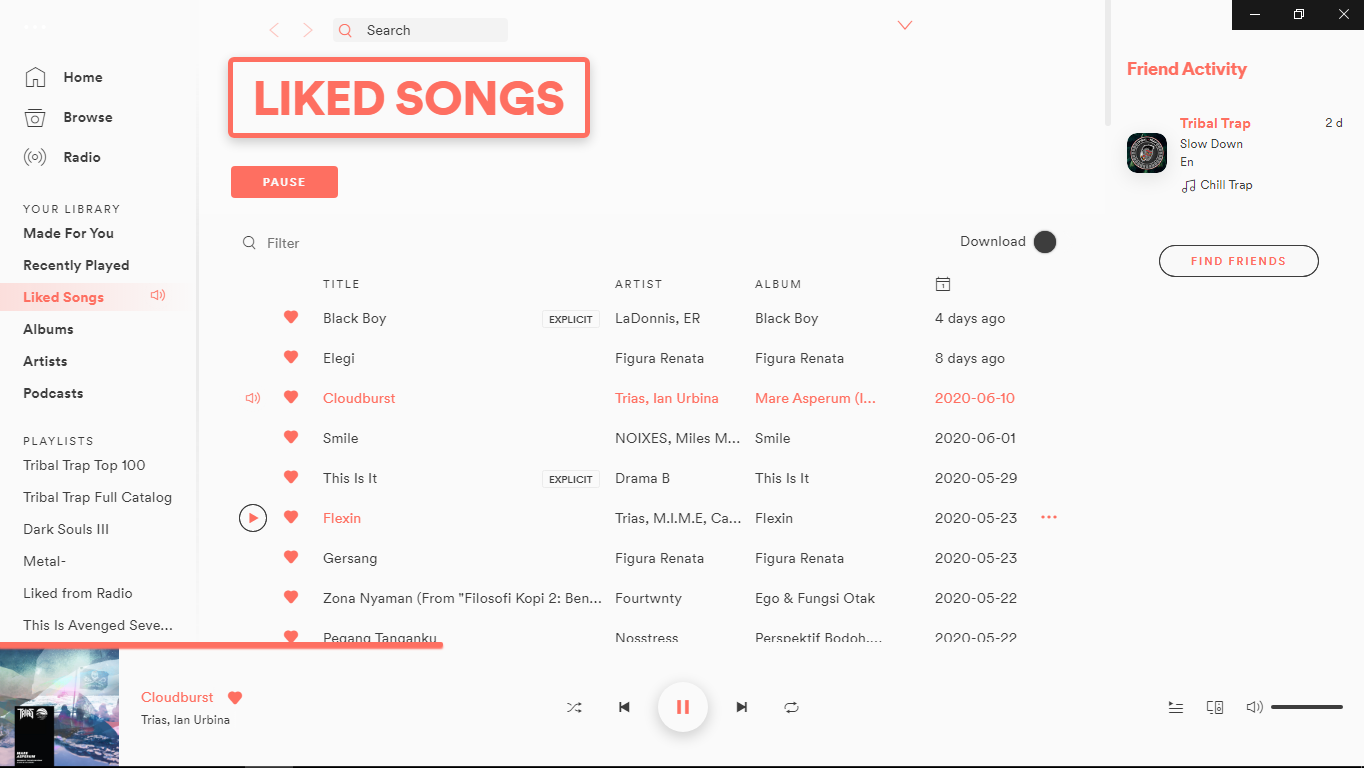 Search
Home
Browse
Radio
YOUR LIBRARY
Made For You
Recently Played
Liked Songs
Albums
Artists
Podcasts
PLAYLISTS
Tribal Trap Top 100
Tribal Trap Full Catalog
Dark Souls III
Metal-
Liked from Radio
This Is Avenged Seve...
LIKED SONGS
PAUSE
Filter
Download
TITLE ARTIST ALBUM
Black Boy EXPLICIT LaDonnis, ER Black Boy 4 days ago
Elegi Figura Renata Figura Renata 8 days ago
Cloudburst Trias, Ian Urbina Mare Asperum (I... 2020-06-10
Smile NOIXES, Miles M... Smile 2020-06-01
This Is It EXPLICIT Drama B This Is It 2020-05-29
Flexin Trias, M.I.M.E, Ca... Flexin 2020-05-23
Gersang Figura Renata Figura Renata 2020-05-23
Zona Nyaman (From "Filosofi Kopi 2: Ben... Fourtwnty Ego & Fungsi Otak 2020-05-22
Pegang Tanganku Nosstress Perspektif Bodoh.... 2020-05-22
Friend Activity
Tribal Trap 2 d
Slow Down
En
Chill Trap
FIND FRIENDS
TRIAS
MARE
ASPERUM
Cloudburst
Trias, Ian Urbina